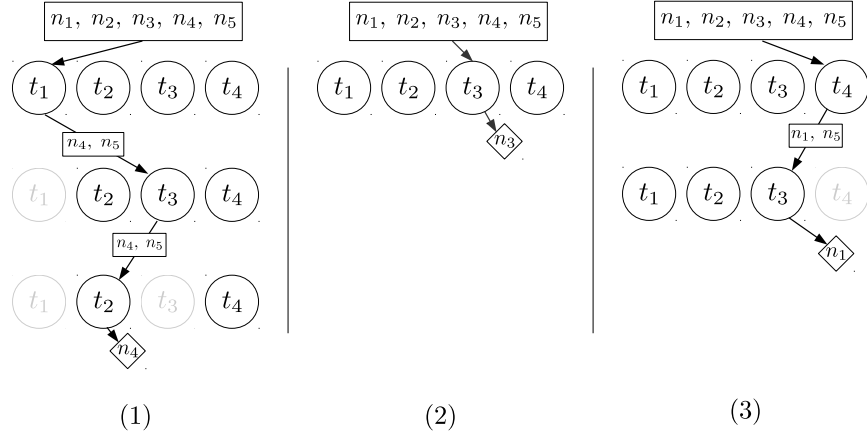 n₁, n₂, n₃, n₄, n₅
t₁ t₂ t₃ t₄
n₄, n₅
t₁ t₂ t₃ t₄
n₄, n₅
t₁ t₂ t₃ t₄
n₄
(1)
n₁, n₂, n₃, n₄, n₅
t₁ t₂ t₃ t₄
n₃
(2)
n₁, n₂, n₃, n₄, n₅
t₁ t₂ t₃ t₄
n₁, n₅
t₁ t₂ t₃ t₄
n₁
(3)